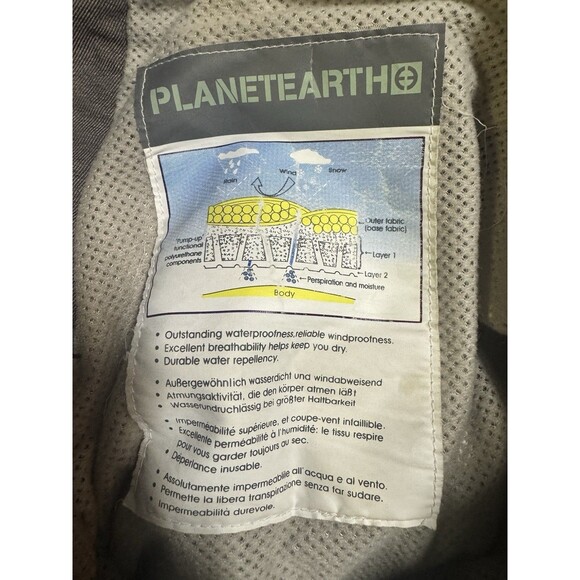 PLANETEARTH
Rain Wind Snow
Outer fabric
(base fabric)
"Pump-up"
functional
polyurethane
components
Layer 1
Layer 2
Perspiration and moisture
Body
• Outstanding waterproofness,reliable windproofness.
• Excellent breathability helps keep you dry.
• Durable water repellency.
• Außergewöhnlich wasserdicht und windabweisend
• Atmungsaktivität, die den körper atmen läßt
• Wasserundruchlässig bei größter Haltbarkeit
• Imperméabilité supérieure, et coupe-vent infaillible.
• Excellente perméabilité à l'humidité: le tissu respire
pour vous garder toujours au sec.
• Déperlance inusable.
• Assolutamente impermeabile all'acqua e al vento.
• Permette la libera transpirazione senza far sudare.
• Impermeabilità durevole.